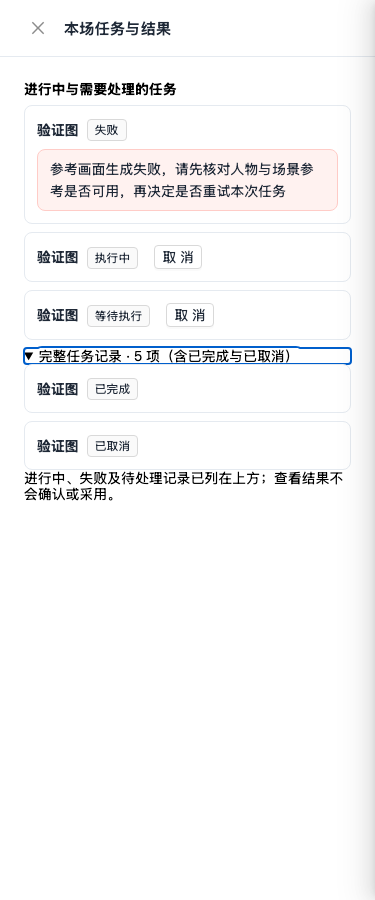 本场任务与结果
进行中与需要处理的任务
验证图 失败
参考画面生成失败，请先核对人物与场景参
考是否可用，再决定是否重试本次任务
验证图 执行中 取 消
验证图 等待执行 取 消
▼ 完整任务记录 · 5 项（含已完成与已取消）
验证图 已完成
验证图 已取消
进行中、失败及待处理记录已列在上方；查看结果不
会确认或采用。